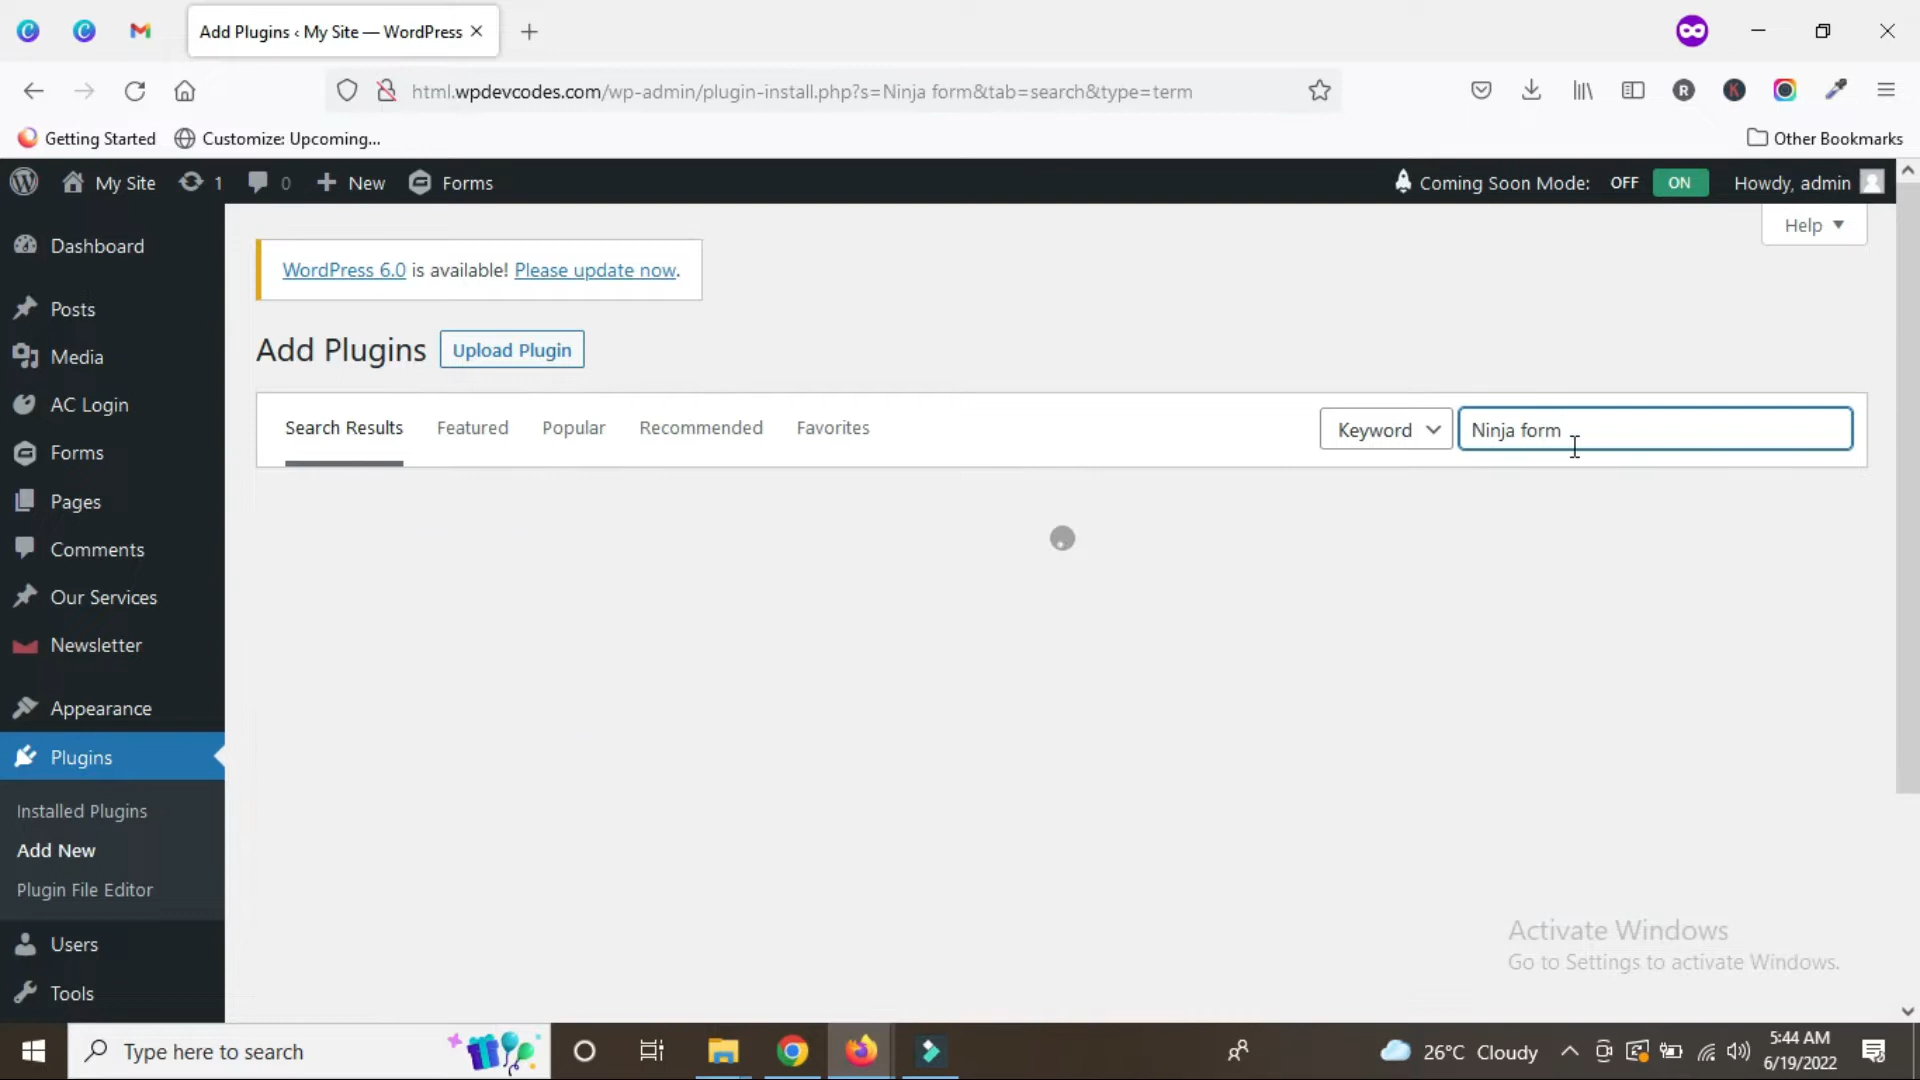 Add Plugins ‹ My Site — WordPress
html.wpdevcodes.com/wp-admin/plugin-install.php?s=Ninja form&tab=search&type=term
Getting Started
Customize: Upcoming...
Other Bookmarks
My Site
1
0
New
Forms
Coming Soon Mode: OFF ON
Howdy, admin
Help
Dashboard
Posts
Media
AC Login
Forms
Pages
Comments
Our Services
Newsletter
Appearance
Plugins
Installed Plugins
Add New
Plugin File Editor
Users
Tools
WordPress 6.0 is available! Please update now.
Add Plugins
Upload Plugin
Search Results
Featured
Popular
Recommended
Favorites
Keyword
Ninja form
Activate Windows
Go to Settings to activate Windows.
Type here to search
26°C Cloudy
5:44 AM
6/19/2022